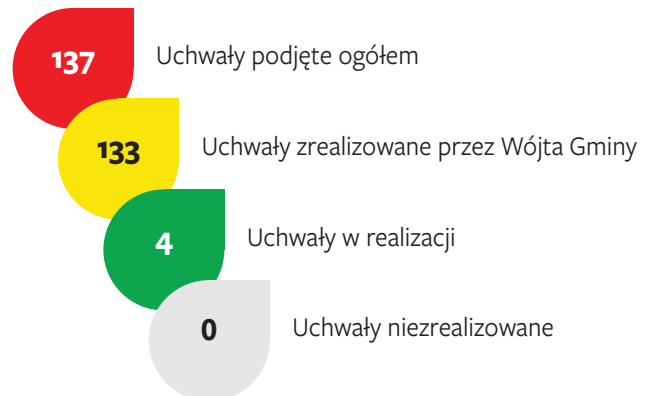 137 Uchwały podjęte ogółem
133 Uchwały zrealizowane przez Wójta Gminy
4 Uchwały w realizacji
0 Uchwały niezrealizowane